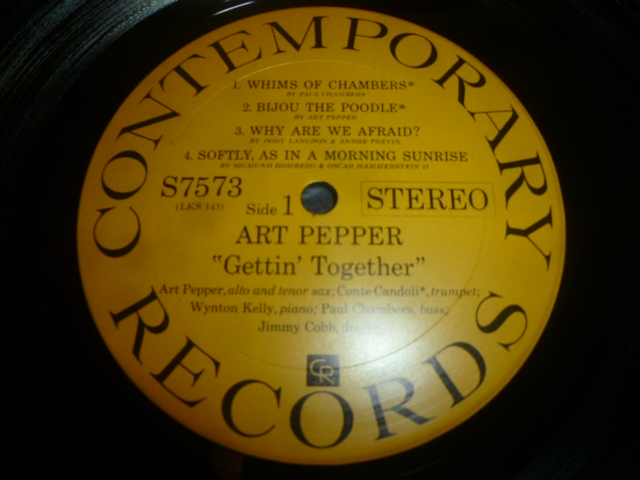 CONTEMPORARY
1. WHIMS OF CHAMBERS*
BY PAUL CHAMBERS
2. BIJOU THE POODLE*
BY ART PEPPER
3. WHY ARE WE AFRAID?
BY DORY LANGDON & ANDRE PREVIN
4. SOFTLY, AS IN A MORNING SUNRISE
BY SIGMUND ROMBERG & OSCAR HAMMERSTEIN II
S7573
(LKS 143)
Side 1
STEREO
ART PEPPER
"Gettin' Together"
Art Pepper, alto and tenor sax; Conte Candoli*, trumpet;
Wynton Kelly, piano; Paul Chambers, bass;
Jimmy Cobb,
CR
RECORDS